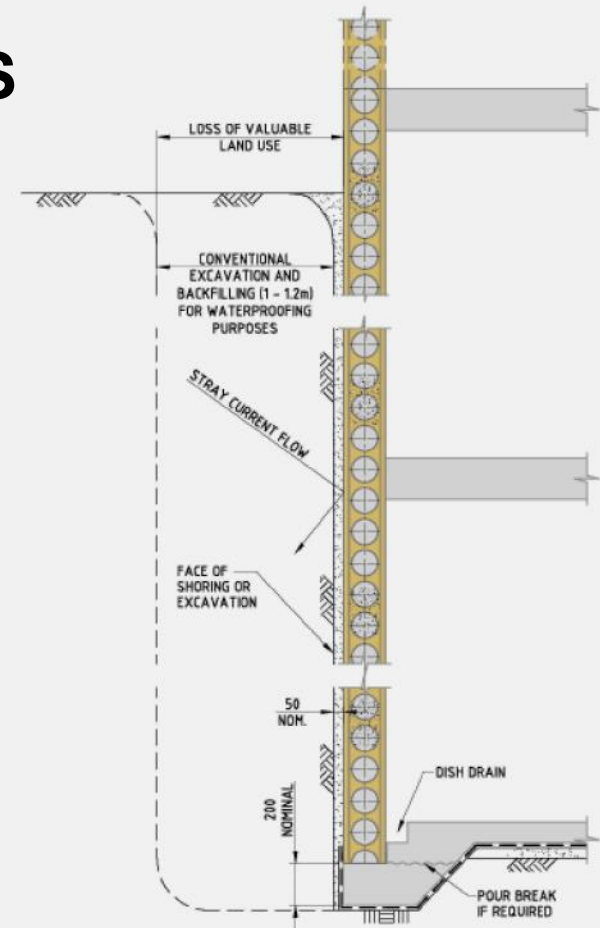 s
LOSS OF VALUABLE
LAND USE
CONVENTIONAL
EXCAVATION AND
BACKFILLING (1 - 1.2m)
FOR WATERPROOFING
PURPOSES
STRAY CURRENT FLOW
FACE OF
SHORING OR
EXCAVATION
50
NOM.
200
NOMINAL
DISH DRAIN
POUR BREAK
IF REQUIRED